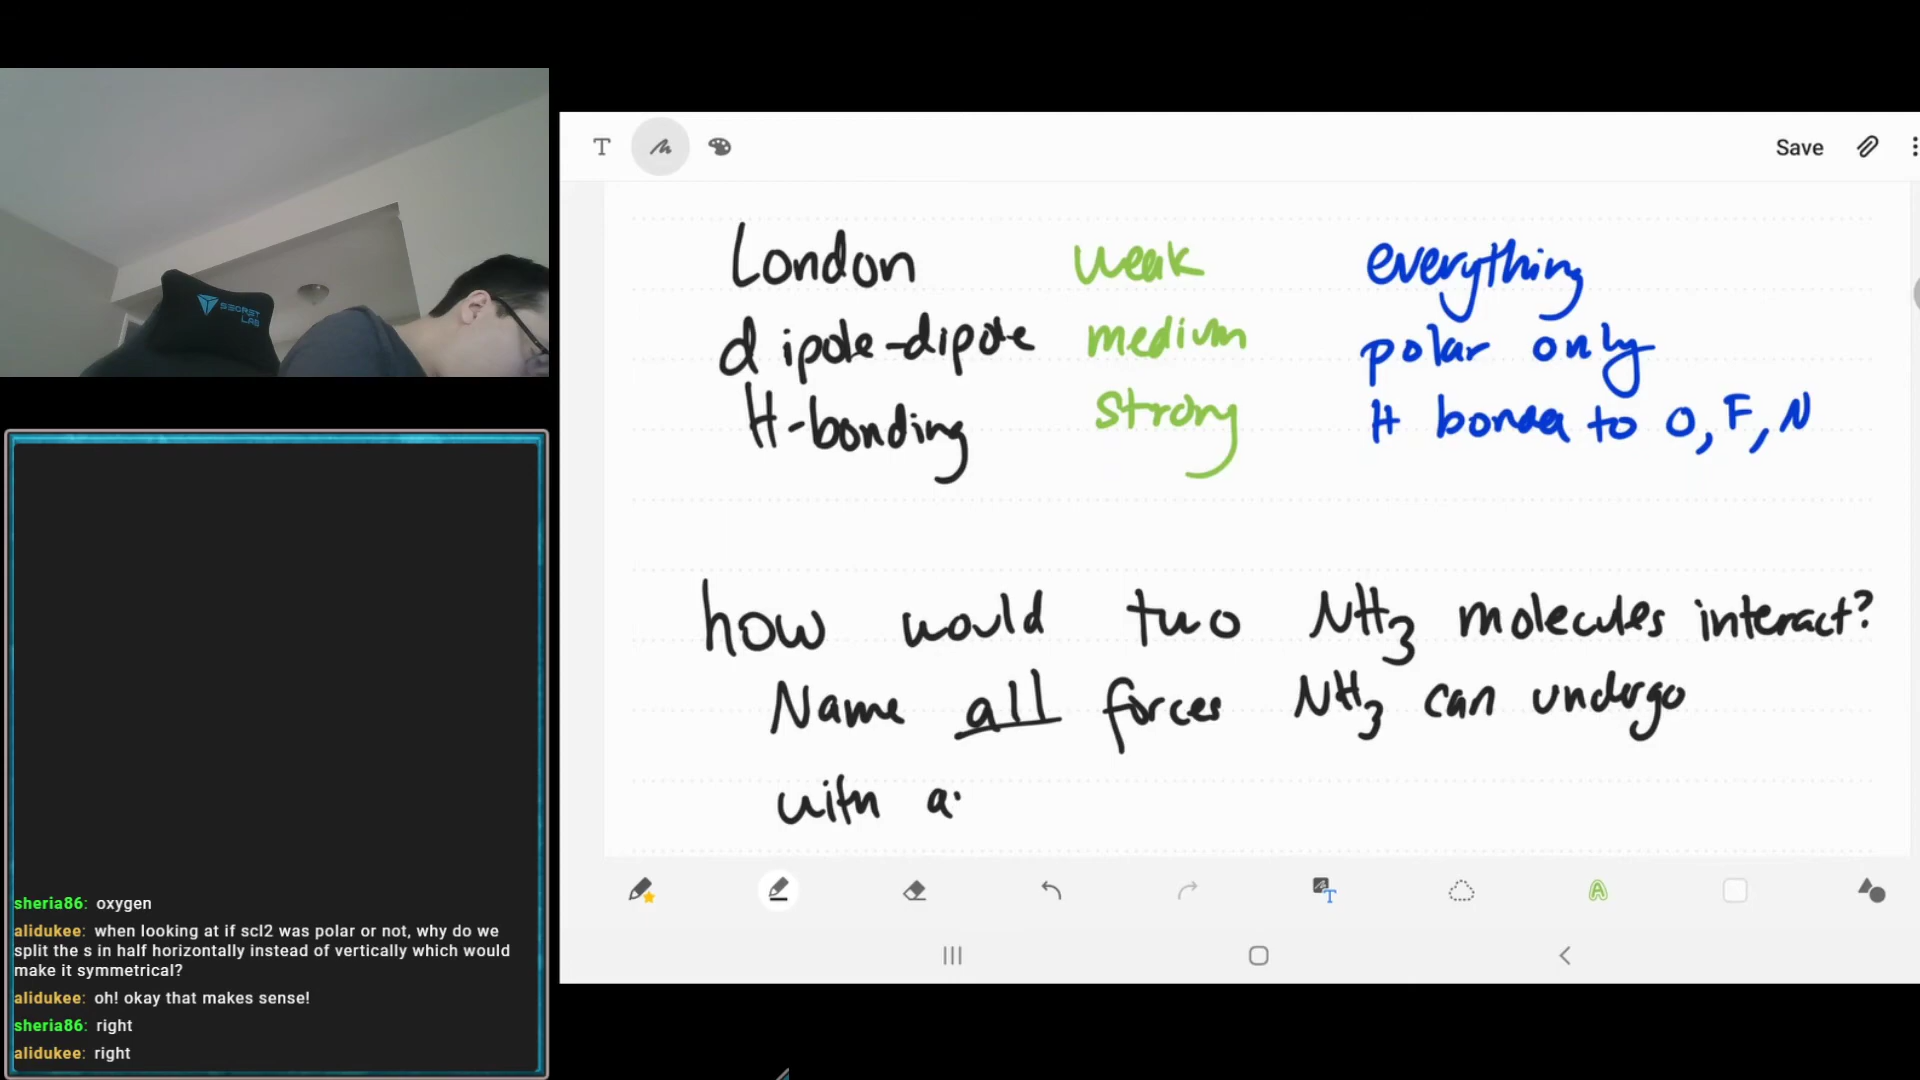 SECRET
LAB
Save
London weak everything
dipole-dipole medium polar only
H-bonding strong H bonded to O, F, N
how would two NH3 molecules interact?
Name all forces NH3 can undergo
with a
sheria86: oxygen
alidukee: when looking at if scl2 was polar or not, why do we
split the s in half horizontally instead of vertically which would
make it symmetrical?
alidukee: oh! okay that makes sense!
sheria86: right
alidukee: right